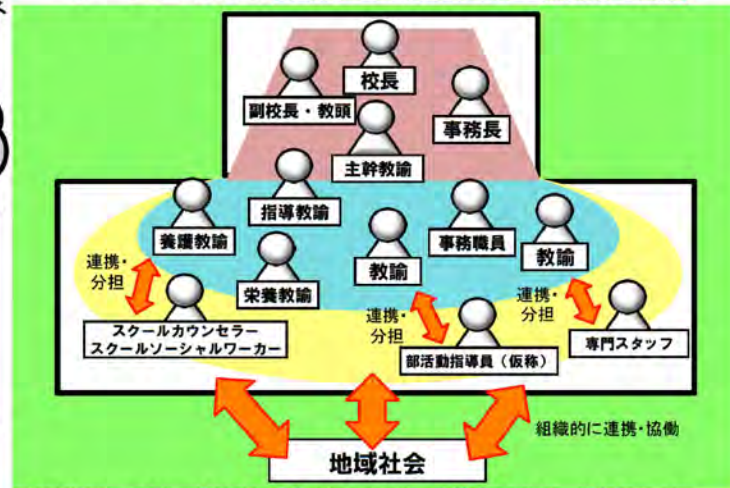 校長
副校長・教頭
事務長
主幹教諭
指導教諭
養護教諭
事務職員
教諭
教諭
栄養教諭
連携・
分担
連携・
分担
連携・
分担
スクールカウンセラー
スクールソーシャルワーカー
部活動指導員（仮称）
専門スタッフ
組織的に連携・協働
地域社会